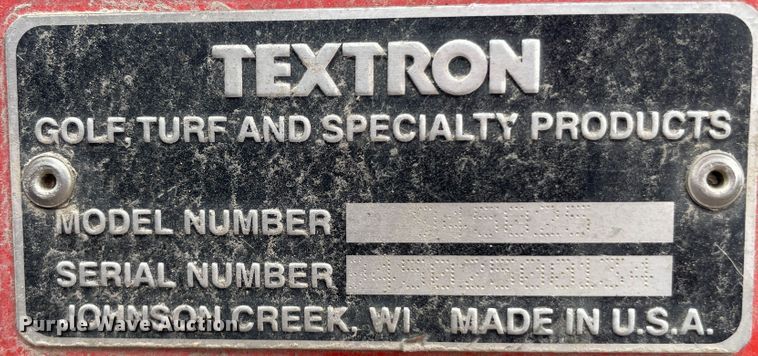 TEXTRON
GOLF, TURF AND SPECIALTY PRODUCTS
MODEL NUMBER
SERIAL NUMBER
JOHNSON CREEK, WI MADE IN U.S.A.
Purple Wave Auction